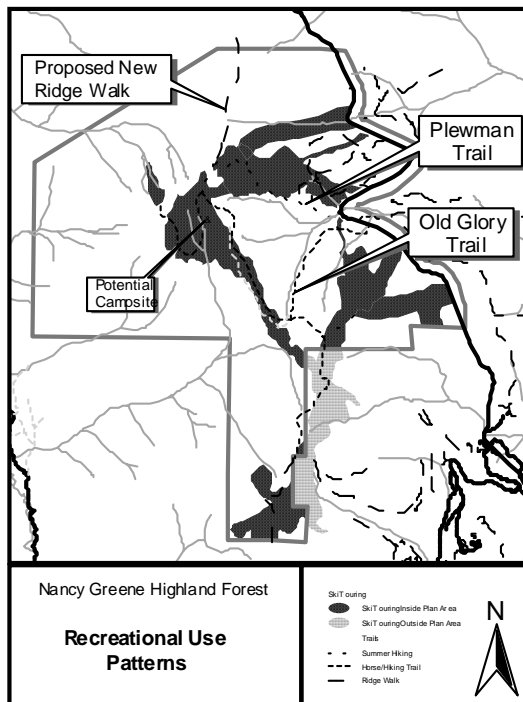 Proposed New
Ridge Walk
Plewman
Trail
Old Glory
Trail
Potential
Campsite
Nancy Greene Highland Forest
Recreational Use
Patterns
SkiTouring
SkiTouringInside Plan Area
SkiTouringOutside Plan Area
Trails
Summer Hiking
Horse/Hiking Trail
Ridge Walk
N